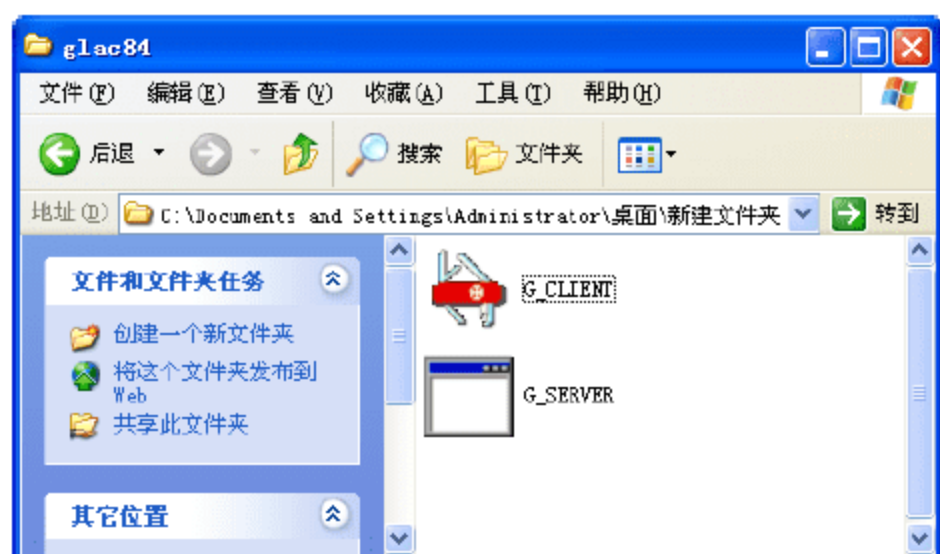 glac84
文件(F) 编辑(E) 查看(V) 收藏(A) 工具(T) 帮助(H)
后退 搜索 文件夹
地址(D) C:\Documents and Settings\Administrator\桌面\新建文件夹 转到
文件和文件夹任务
创建一个新文件夹
将这个文件夹发布到
Web
共享此文件夹
其它位置
G_CLIENT
G_SERVER